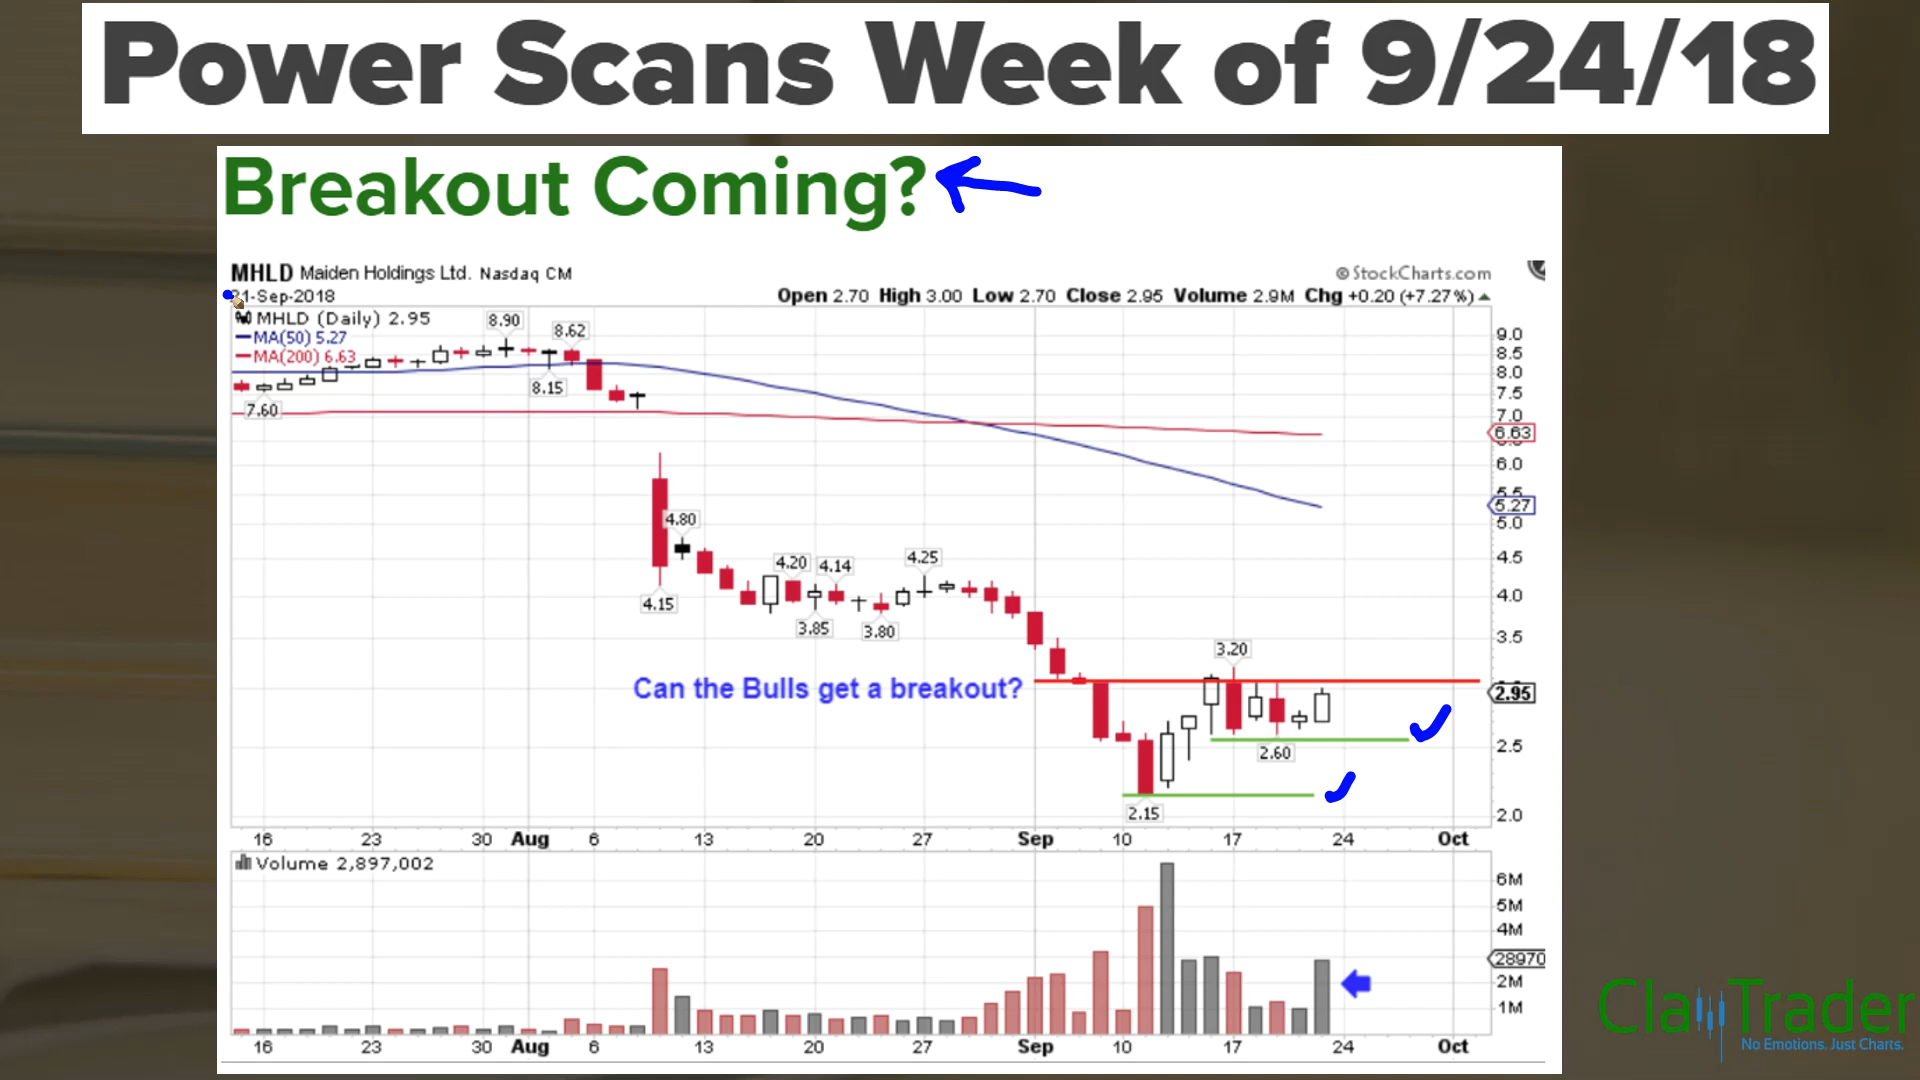 Power Scans Week of 9/24/18
Breakout Coming?
MHLD Maiden Holdings Ltd. Nasdaq CM
© StockCharts.com
21-Sep-2018
Open 2.70 High 3.00 Low 2.70 Close 2.95 Volume 2.9M Chg +0.20 (+7.27%)
MHLD (Daily) 2.95
MA(50) 5.27
MA(200) 6.63
8.90
8.62
8.15
7.60
4.80
4.15
4.20
4.14
3.85
3.80
4.25
3.20
2.60
2.15
Can the Bulls get a breakout?
9.0
8.5
8.0
7.5
7.0
6.63
6.0
5.5
5.27
5.0
4.5
4.0
3.5
2.95
2.5
2.0
16 23 30 Aug 6 13 20 27 Sep 10 17 24 Oct
Volume 2,897,002
6M
5M
4M
28970
2M
1M
16 23 30 Aug 6 13 20 27 Sep 10 17 24 Oct
ClayTrader
No Emotions. Just Charts.